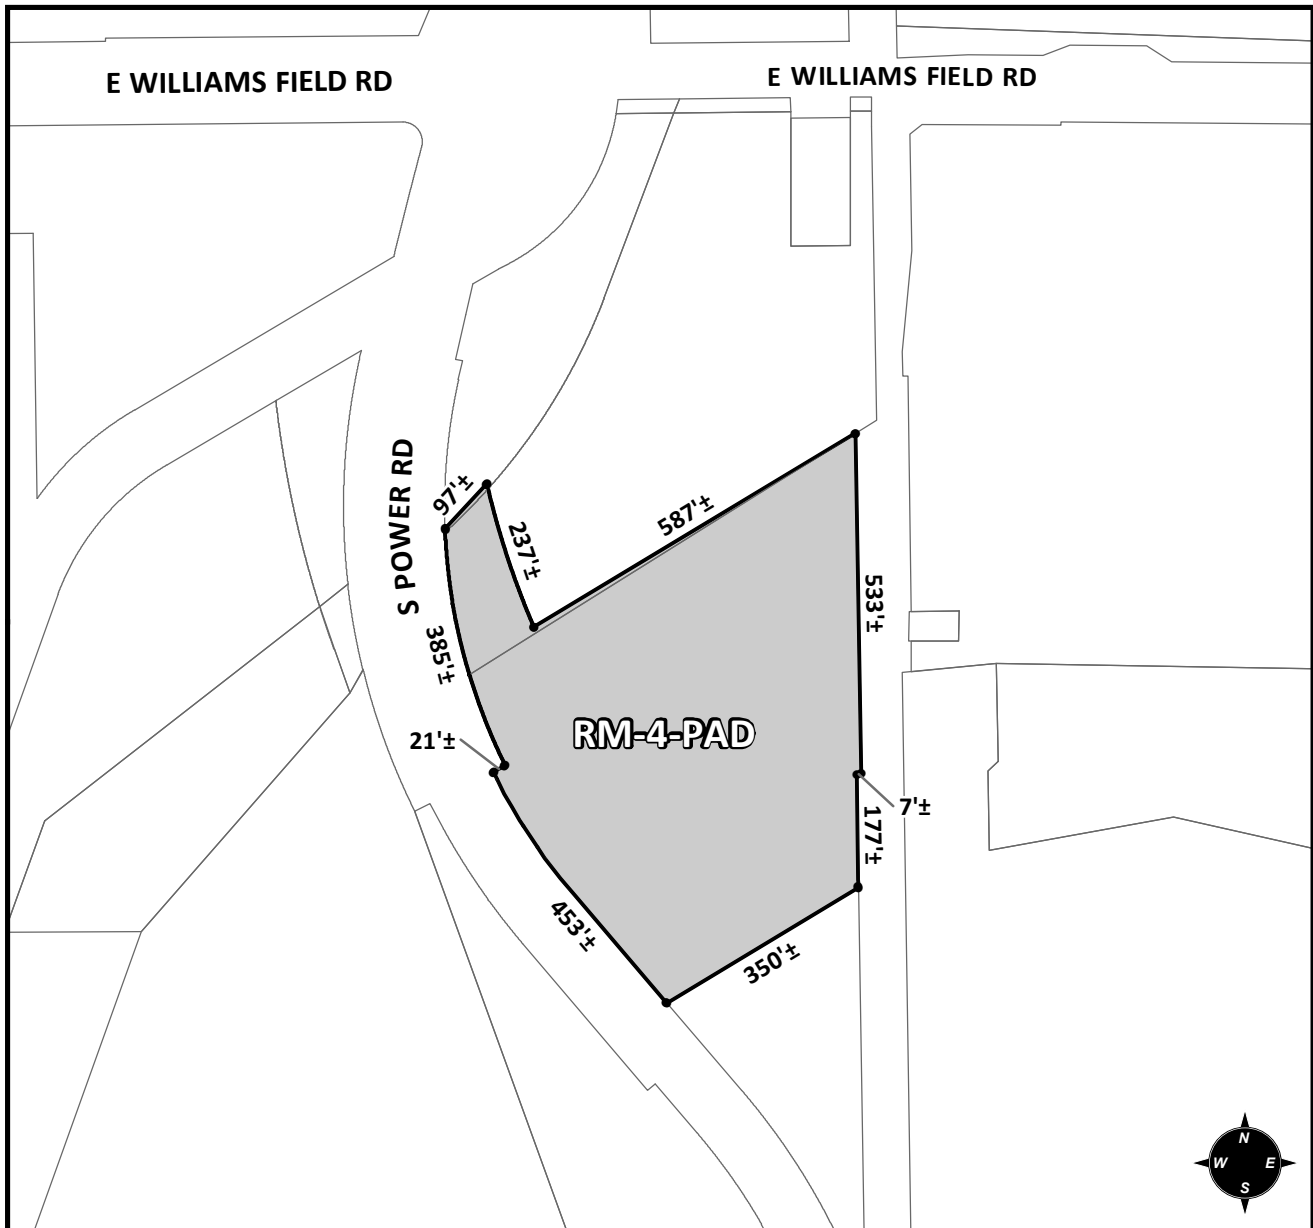 E WILLIAMS FIELD RD
E WILLIAMS FIELD RD
S POWER RD
97'±
237'±
587'±
533'±
385'±
21'±
RM-4-PAD
7'±
177'±
453'±
350'±
N
W E
S